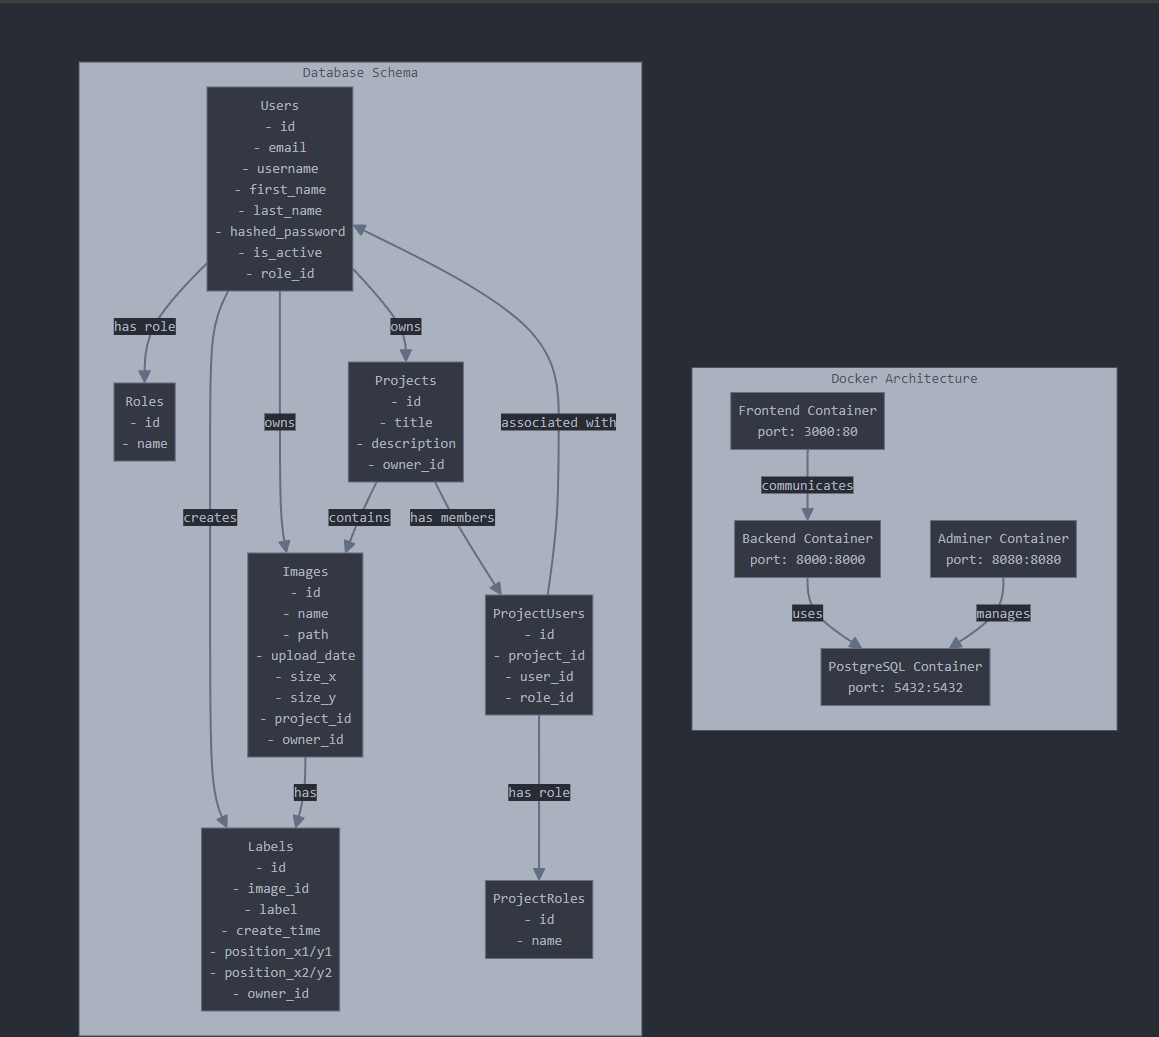 Database Schema
Users
- id
- email
- username
- first_name
- last_name
- hashed_password
- is_active
- role_id
has role
owns
Roles
- id
- name
Projects
- id
- title
- description
- owner_id
owns
associated with
creates
contains
has members
Images
- id
- name
- path
- upload_date
- size_x
- size_y
- project_id
- owner_id
ProjectUsers
- id
- project_id
- user_id
- role_id
has
has role
Labels
- id
- image_id
- label
- create_time
- position_x1/y1
- position_x2/y2
- owner_id
ProjectRoles
- id
- name
Docker Architecture
Frontend Container
port: 3000:80
communicates
Backend Container
port: 8000:8000
Adminer Container
port: 8080:8080
uses
manages
PostgreSQL Container
port: 5432:5432